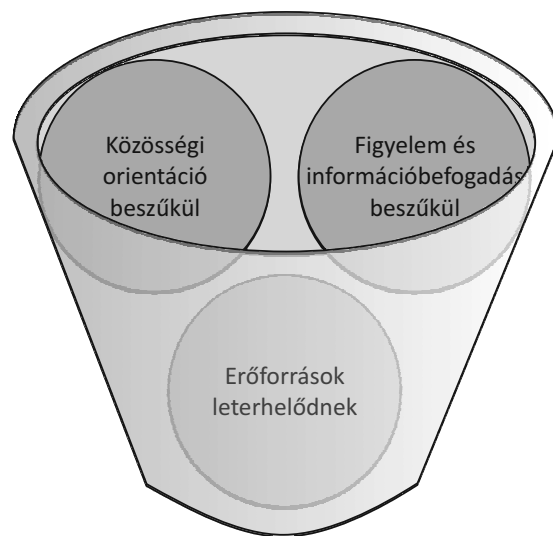 Közösségi
orientáció
beszűkül
Figyelem és
információbefogadás
beszűkül
Erőforrások
leterhelődnek